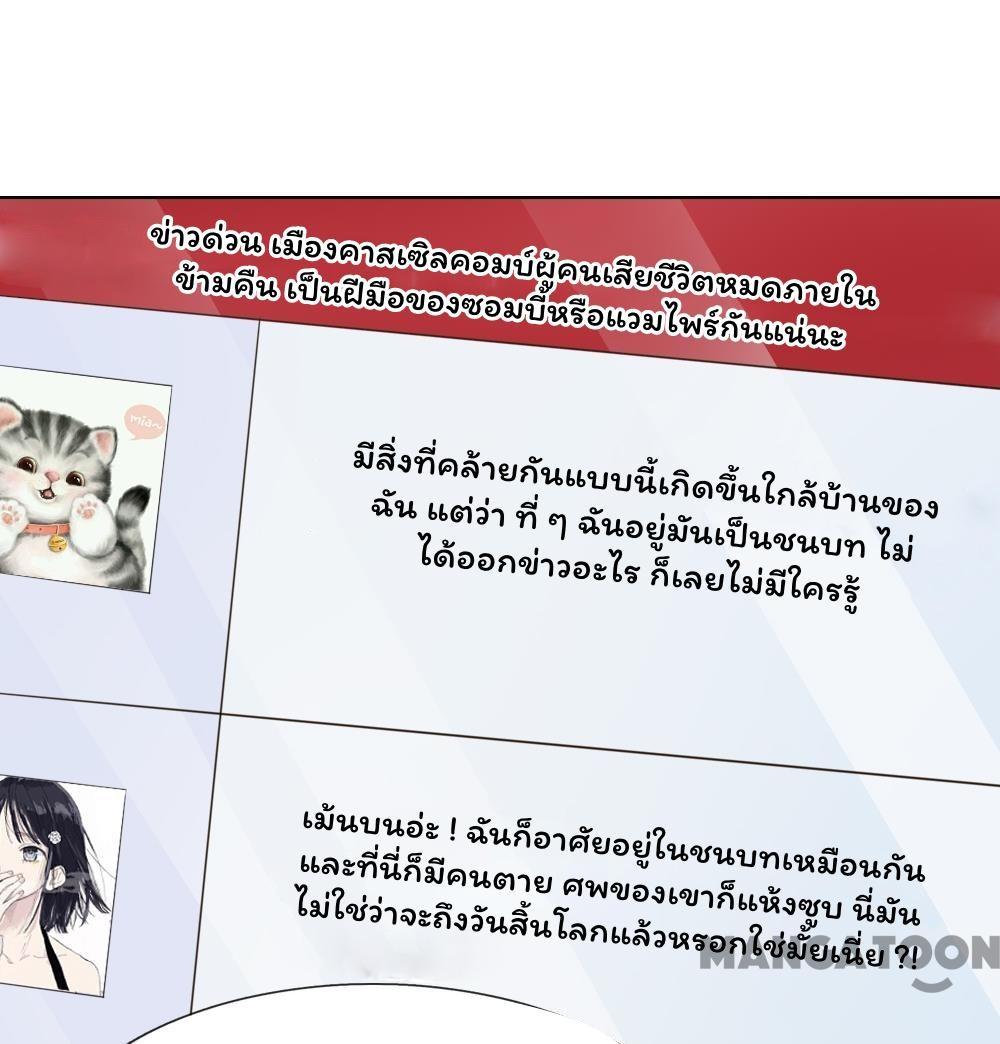 ข่าวด่วน เมืองคาสเซิลคอมบ์ผู้คนเสียชีวิตหมดภายใน
ข้ามคืน เป็นฝีมือของซอมบี้หรือแวมไพร์กันแน่นะ
mia~
มีสิ่งที่คล้ายกันแบบนี้เกิดขึ้นใกล้บ้านของ
ฉัน แต่ว่า ที่ ๆ ฉันอยู่มันเป็นชนบท ไม่
ได้ออกข่าวอะไร ก็เลยไม่มีใครรู้
เม้นบนอ่ะ ! ฉันก็อาศัยอยู่ในชนบทเหมือนกัน
และที่นี่ก็มีคนตาย ศพของเขาก็แห้งซูบ นี่มัน
ไม่ใช่ว่าจะถึงวันสิ้นโลกแล้วหรอกใช่มั้ยเนี่ย ?!
MANGATOON